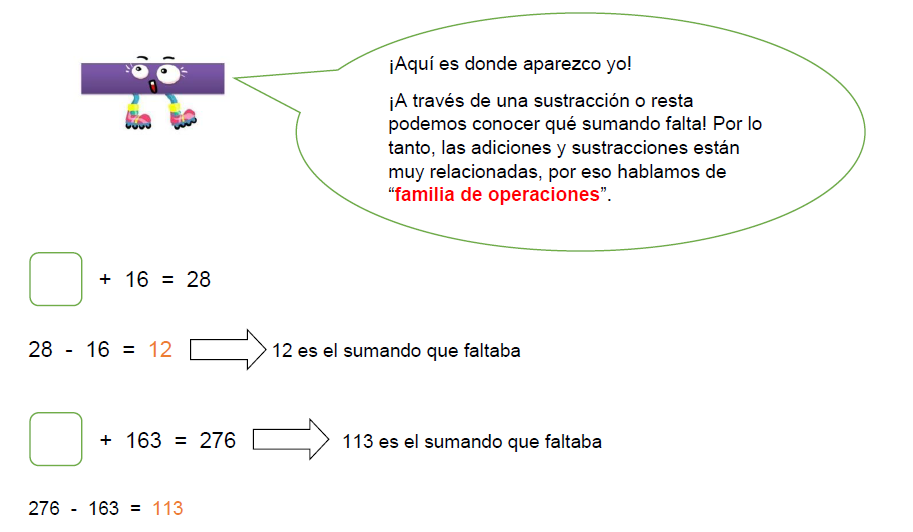 ¡Aquí es donde aparezco yo!
¡A través de una sustracción o resta
podemos conocer qué sumando falta! Por lo
tanto, las adiciones y sustracciones están
muy relacionadas, por eso hablamos de
“familia de operaciones”.
+ 16 = 28
28 - 16 = 12 12 es el sumando que faltaba
+ 163 = 276 113 es el sumando que faltaba
276 - 163 = 113